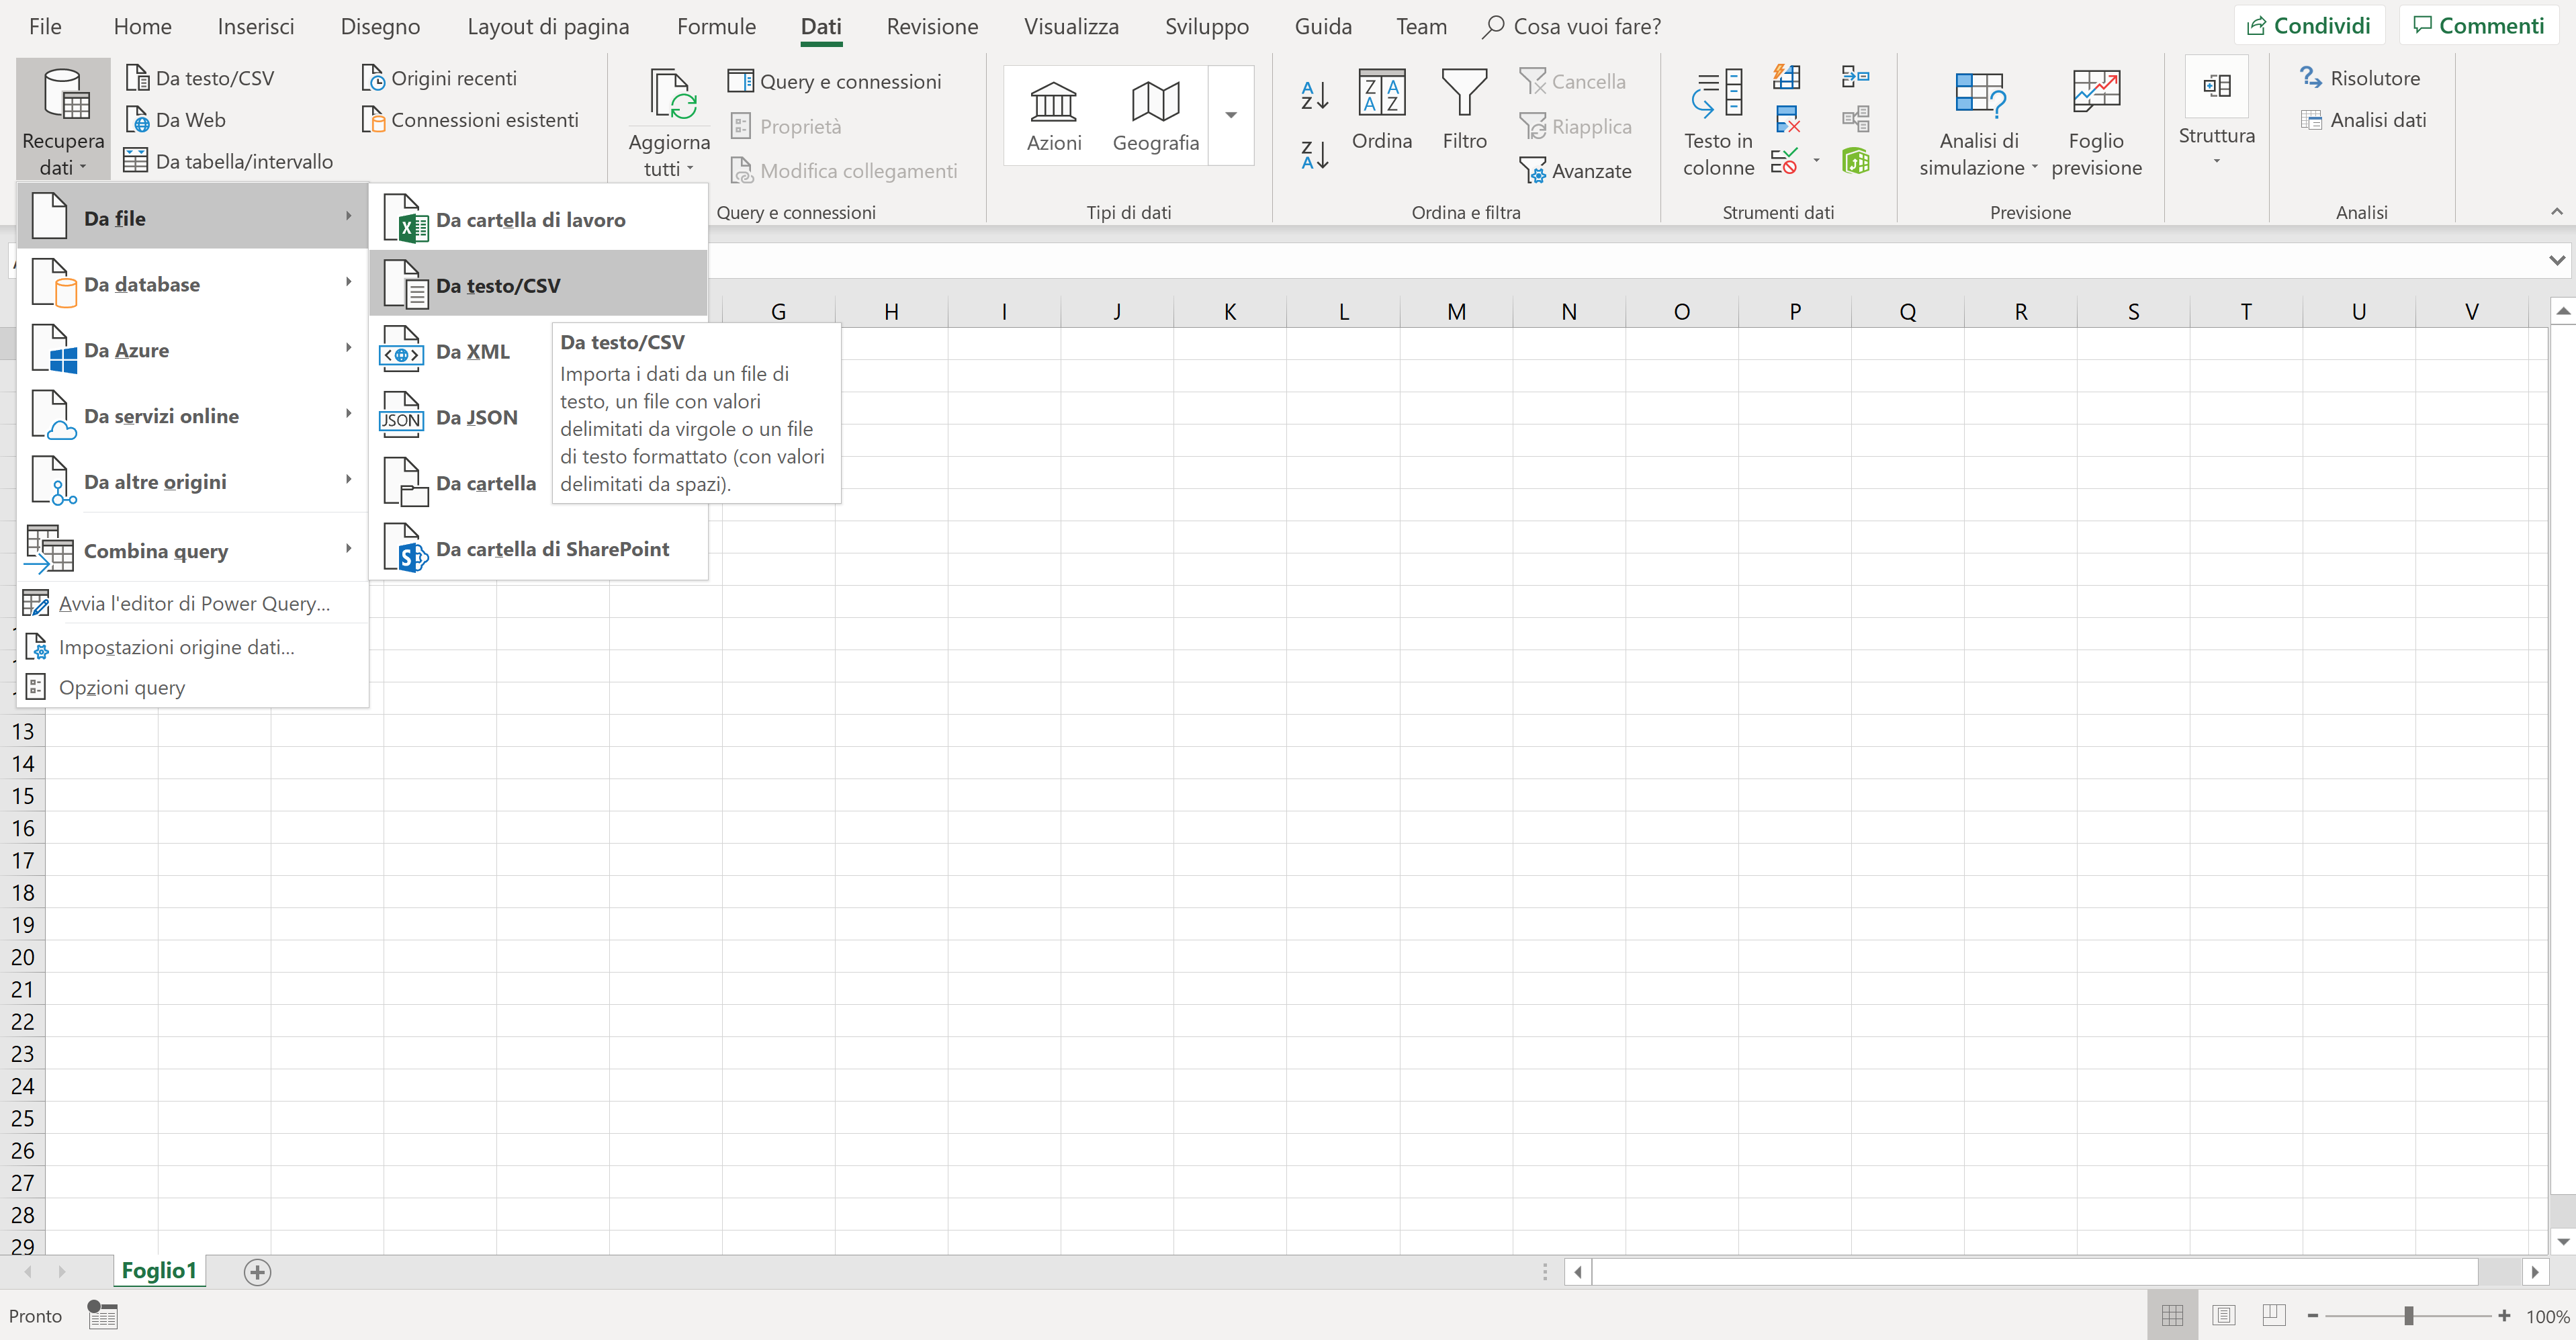 File Home Inserisci Disegno Layout di pagina Formule Dati Revisione Visualizza Sviluppo Guida Team Cosa vuoi fare? Condividi Commenti
Recupera dati
Da testo/CSV
Da Web
Da tabella/intervallo
Origini recenti
Connessioni esistenti
Aggiorna tutti
Query e connessioni
Proprietà
Modifica collegamenti
Query e connessioni
Azioni
Geografia
Tipi di dati
Ordina
Filtro
Cancella
Riapplica
Avanzate
Ordina e filtra
Testo in colonne
Strumenti dati
Analisi di simulazione
Foglio previsione
Previsione
Struttura
Risolutore
Analisi dati
Analisi
Da file
Da database
Da Azure
Da servizi online
Da altre origini
Combina query
Avvia l'editor di Power Query...
Impostazioni origine dati...
Opzioni query
Da cartella di lavoro
Da testo/CSV
Da XML
JSON
Da JSON
Da cartella
Da cartella di SharePoint
Da testo/CSV
Importa i dati da un file di
testo, un file con valori
delimitati da virgole o un file
di testo formattato (con valori
delimitati da spazi).
G H I J K L M N O P Q R S T U V
13
14
15
16
17
18
19
20
21
22
23
24
25
26
27
28
29
Foglio1
Pronto
100%